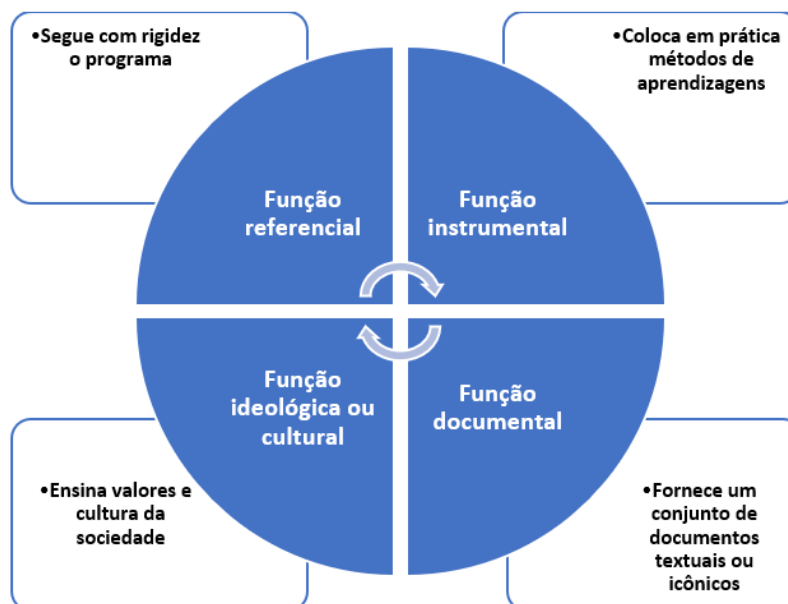 •Segue com rigidez
o programa
•Coloca em prática
métodos de
aprendizagens
Função
referencial
Função
instrumental
Função
ideológica ou
cultural
Função
documental
•Ensina valores e
cultura da
sociedade
•Fornece um
conjunto de
documentos
textuais ou
icônicos